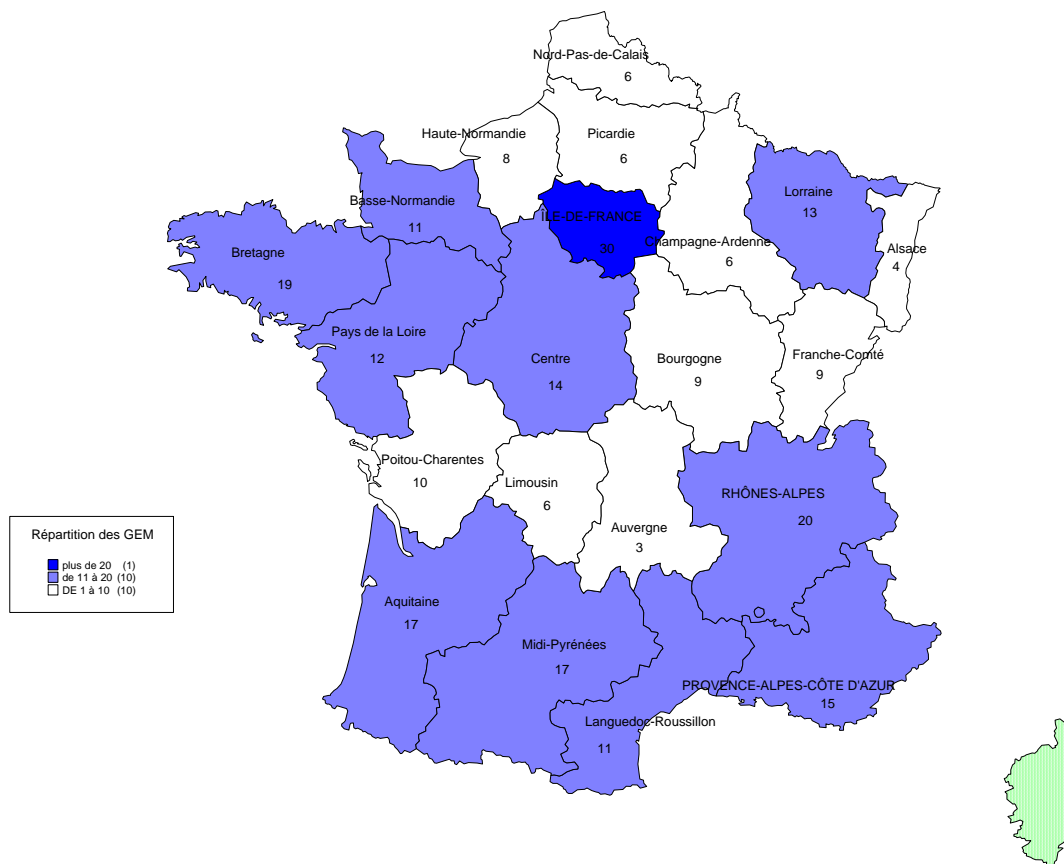 Nord-Pas-de-Calais
6
Haute-Normandie
8
Picardie
6
Basse-Normandie
11
ÎLE-DE-FRANCE
30
Champagne-Ardenne
6
Lorraine
13
Alsace
4
Bretagne
19
Pays de la Loire
12
Centre
14
Bourgogne
9
Franche-Comté
9
Poitou-Charentes
10
Limousin
6
Auvergne
3
RHÔNES-ALPES
20
Répartition des GEM
plus de 20 (1)
de 11 à 20 (10)
DE 1 à 10 (10)
Aquitaine
17
Midi-Pyrénées
17
PROVENCE-ALPES-CÔTE D'AZUR
15
Languedoc-Roussillon
11